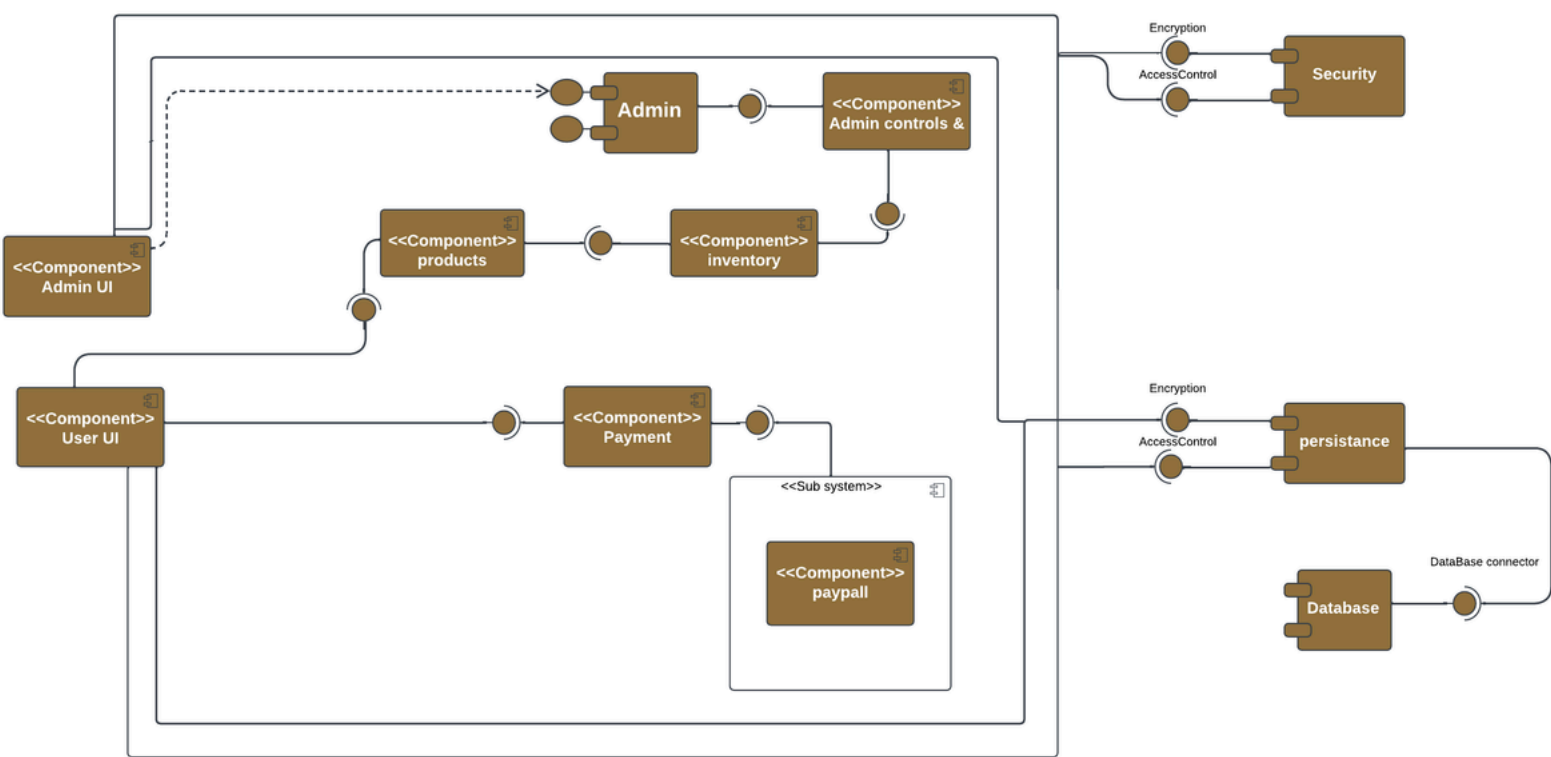 Encryption
AccessControl
Security
Admin
<<Component>>
Admin controls &
<<Component>>
products
<<Component>>
inventory
<<Component>>
Admin UI
<<Component>>
User UI
<<Component>>
Payment
Encryption
AccessControl
persistance
<<Sub system>>
<<Component>>
paypall
DataBase connector
Database